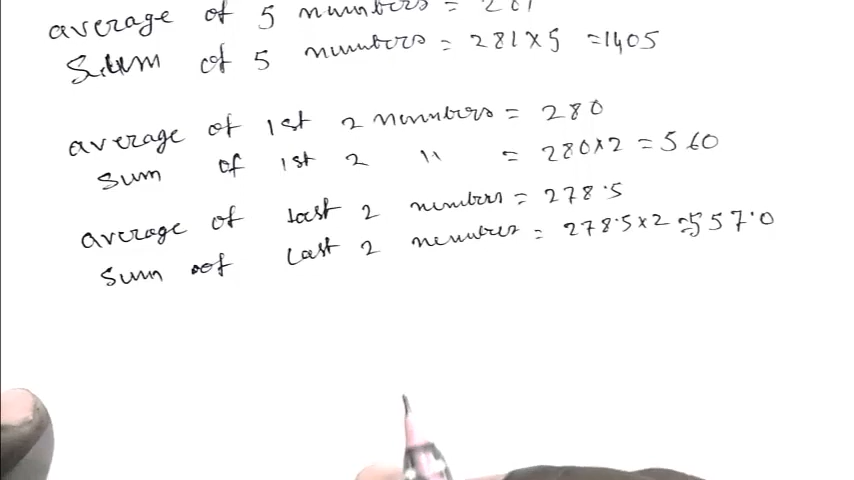 average of 5 numbers = 281
Sum of 5 numbers = 281×5 =1405
average of 1st 2 numbers = 280
Sum of 1st 2 " = 280×2 = 560
average of last 2 numbers = 278.5
Sum of last 2 numbers = 278.5×2 = 557.0